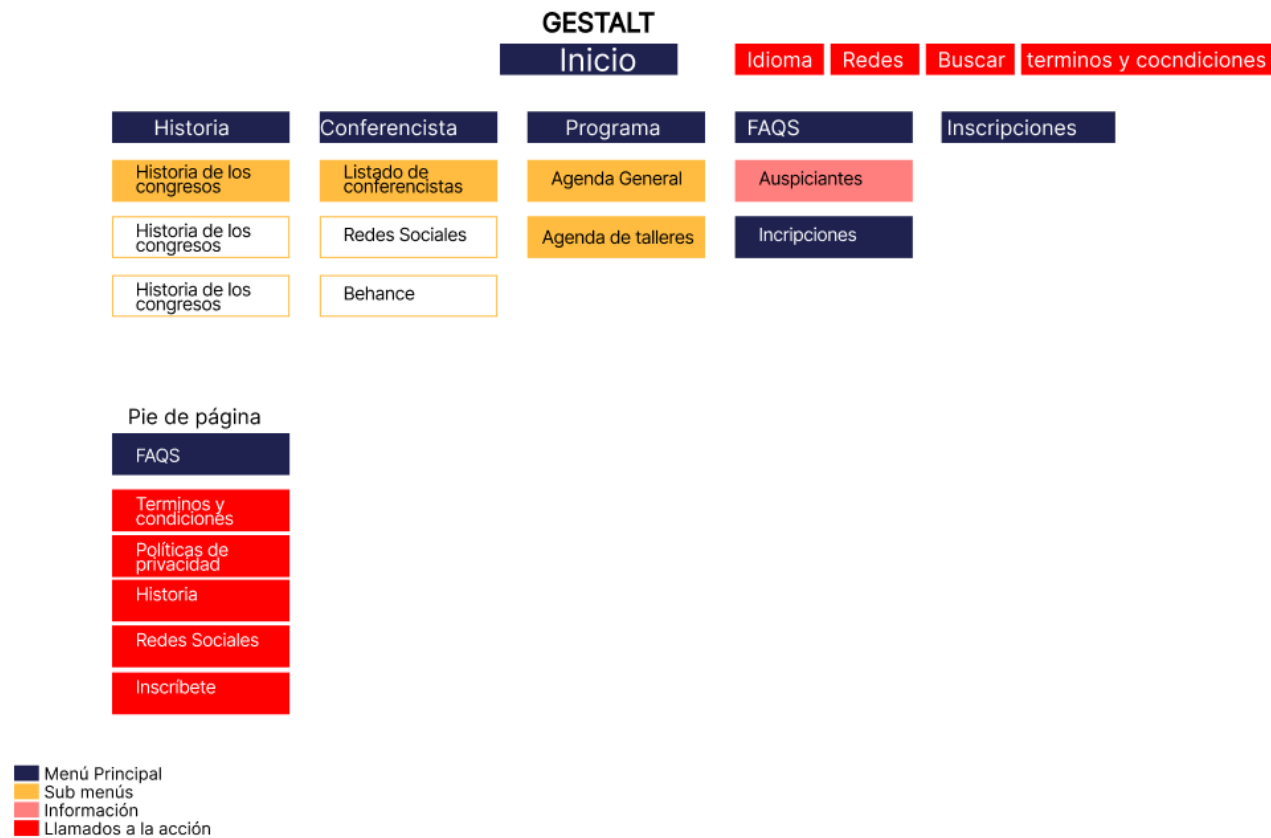 GESTALT
Inicio
Idioma
Redes
Buscar
terminos y cocndiciones
Historia
Conferencista
Programa
FAQS
Inscripciones
Historia de los
congresos
Listado de
conferencistas
Agenda General
Auspiciantes
Historia de los
congresos
Redes Sociales
Agenda de talleres
Incripciones
Historia de los
congresos
Behance
Pie de página
FAQS
Terminos y
condiciones
Políticas de
privacidad
Historia
Redes Sociales
Inscríbete
Menú Principal
Sub menús
Información
Llamados a la acción